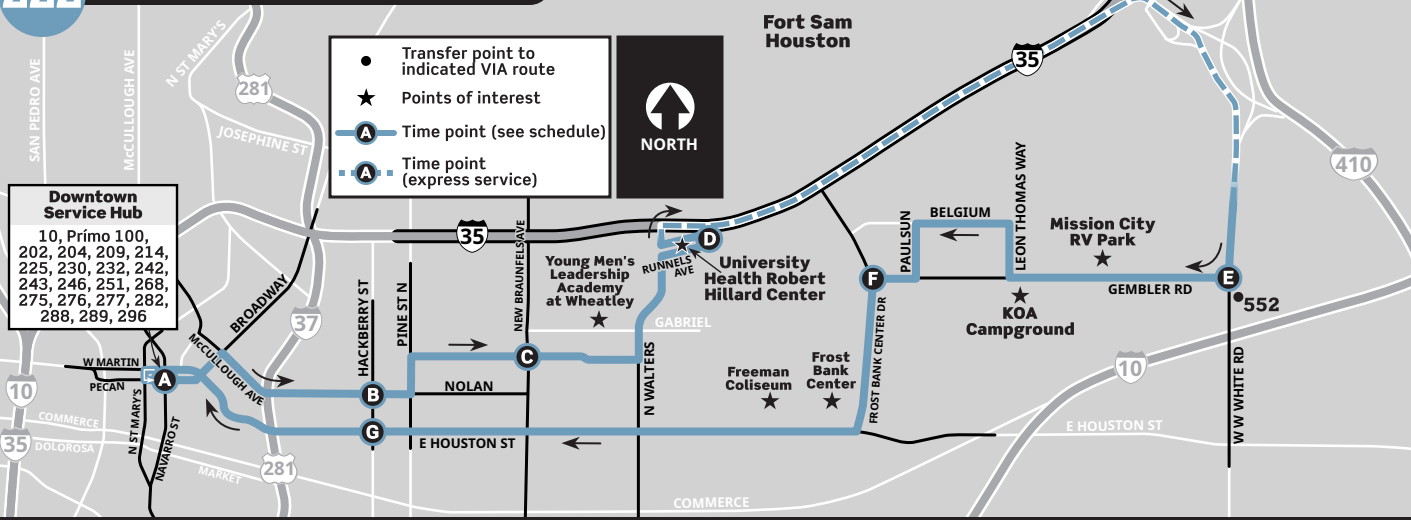 Fort Sam
Houston
Transfer point to
indicated VIA route
Points of interest
A
Time point (see schedule)
A
Time point
(express service)
NORTH
SAN PEDRO AVE
McCULLOUGH AVE
N ST MARY'S
281
JOSEPHINE ST
35
410
Downtown
Service Hub
10, Prímo 100,
202, 204, 209, 214,
225, 230, 232, 242,
243, 246, 251, 268,
275, 276, 277, 282,
288, 289, 296
35
NEW BRAUNFELS AVE
D
RUNNELS
AVE
University
Health Robert
Hillard Center
Young Men's
Leadership
Academy
at Wheatley
PAULSUN
BELGIUM
LEON THOMAS WAY
Mission City
RV Park
F
E
GEMBLER RD
552
KOA
Campground
BROADWAY
37
HACKBERRY ST
PINE ST N
GABRIEL
McCULLOUGH AVE
W MARTIN
PECAN
A
C
N WALTERS
B
NOLAN
Freeman
Coliseum
Frost
Bank
Center
FROST BANK CENTER DR
10
10
W W WHITE RD
N ST MARY'S
NAVARRO ST
COMMERCE
35
DOLOROSA
MARKET
281
G
E HOUSTON ST
E HOUSTON ST
COMMERCE